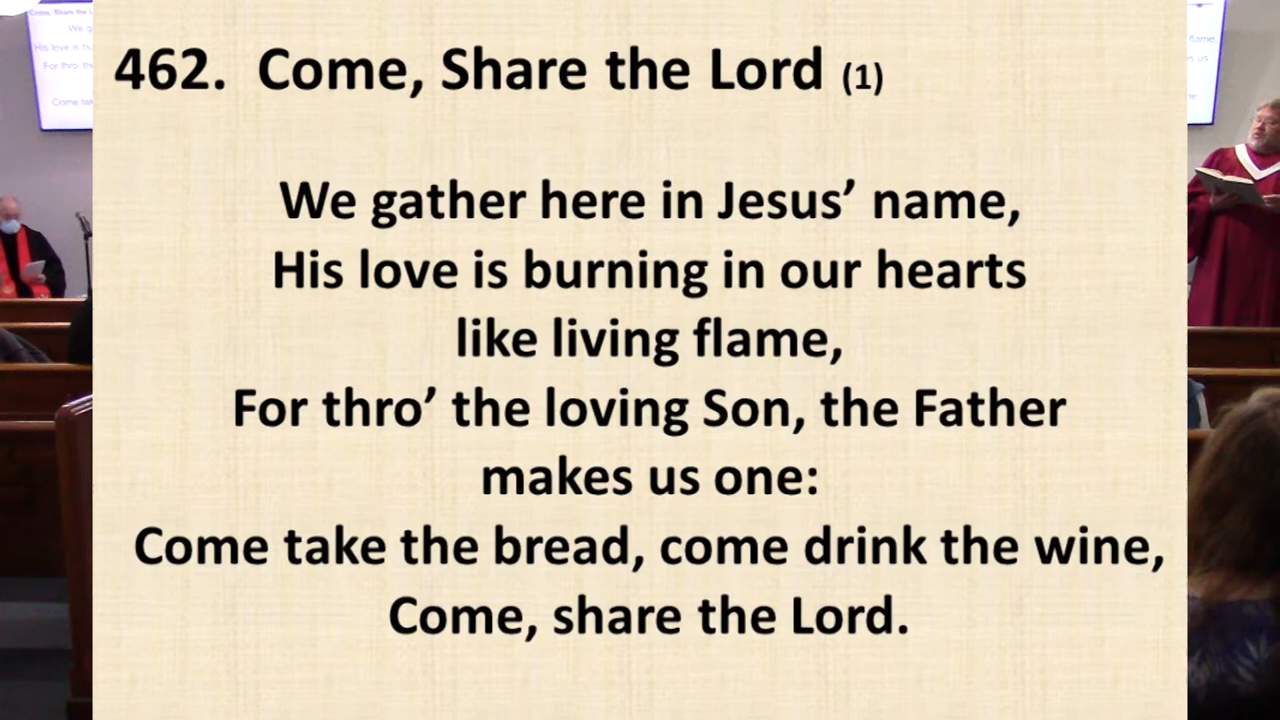 462. Come, Share the Lord (1)
We gather here in Jesus’ name,
His love is burning in our hearts
like living flame,
For thro’ the loving Son, the Father
makes us one:
Come take the bread, come drink the wine,
Come, share the Lord.